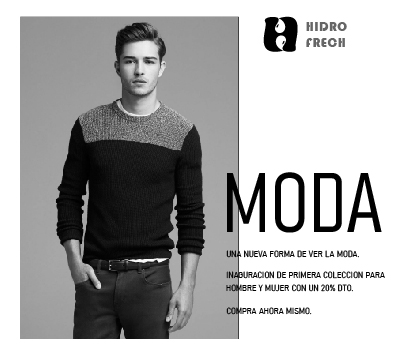 HIDRO
FRECH
MODA
UNA NUEVA FORMA DE VER LA MODA.
INABURACION DE PRIMERA COLECCION PARA
HOMBRE Y MUJER CON UN 20% DTO.
COMPRA AHORA MISMO.